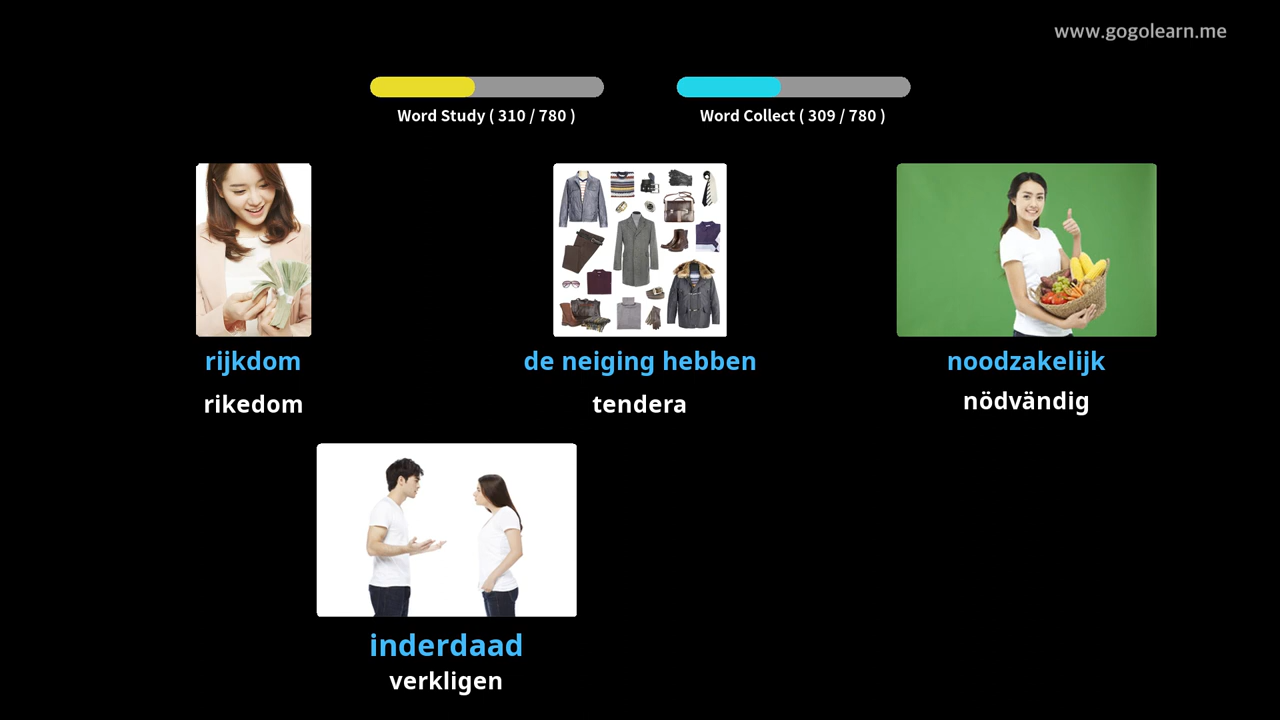 www.gogolearn.me
Word Study ( 310 / 780 )
Word Collect ( 309 / 780 )
rijkdom
rikedom
de neiging hebben
tendera
noodzakelijk
nödvändig
inderdaad
verkligen